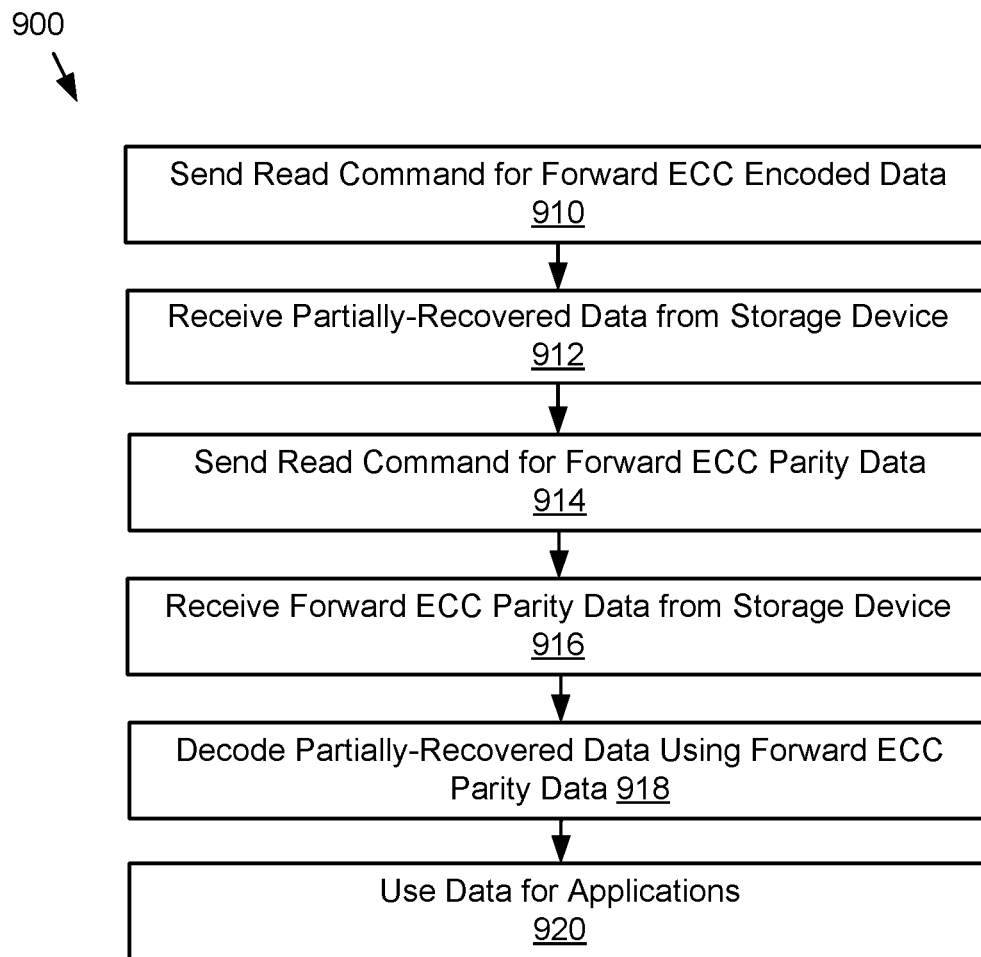 900
Send Read Command for Forward ECC Encoded Data
910
Receive Partially-Recovered Data from Storage Device
912
Send Read Command for Forward ECC Parity Data
914
Receive Forward ECC Parity Data from Storage Device
916
Decode Partially-Recovered Data Using Forward ECC
Parity Data 918
Use Data for Applications
920